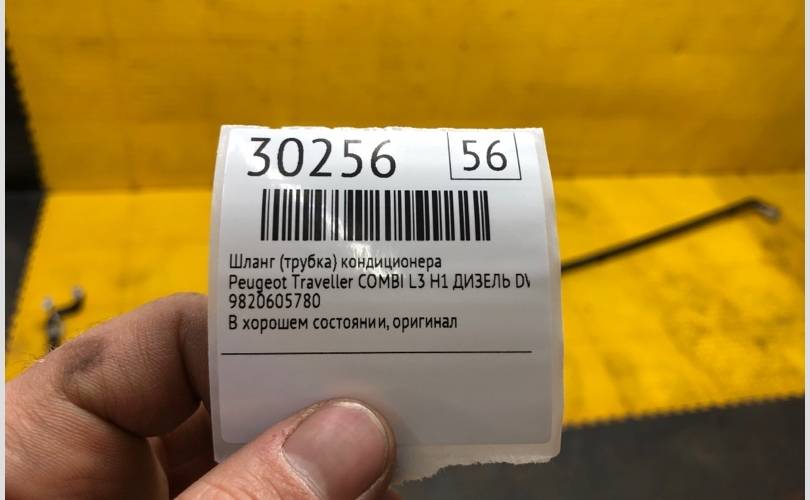 30256 56
Шланг (трубка) кондиционера
Peugeot Traveller COMBI L3 H1 ДИЗЕЛЬ
9820605780
В хорошем состоянии, оригинал